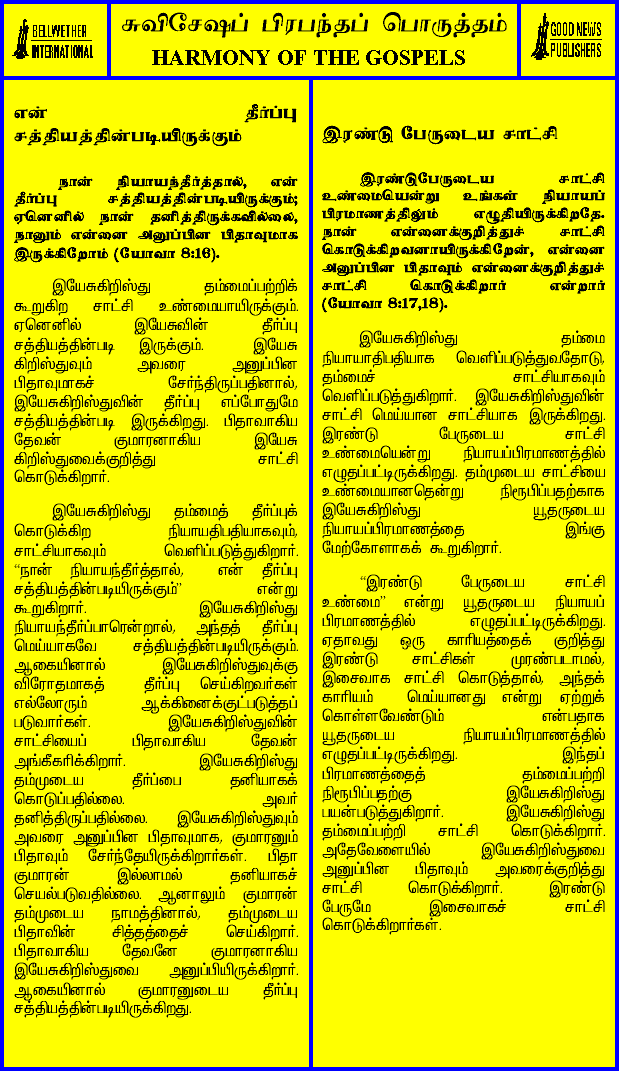 BELLWETHER
INTERNATIONAL
சுவிசேஷப் பிரபந்தப் பொருத்தம்
HARMONY OF THE GOSPELS
GOOD NEWS
PUBLISHERS
என் தீர்ப்பு
சத்தியத்தின்படியிருக்கும்
நான் நியாயந்தீர்த்தால், என்
தீர்ப்பு சத்தியத்தின்படியிருக்கும்;
ஏனெனில் நான் தனித்திருக்கவில்லை,
நானும் என்னை அனுப்பின பிதாவுமாக
இருக்கிறோம் (யோவா 8:16).
இயேசுகிறிஸ்து தம்மைப்பற்றிக்
கூறுகிற சாட்சி உண்மையாயிருக்கும்.
ஏனெனில் இயேசுவின் தீர்ப்பு
சத்தியத்தின்படி இருக்கும். இயேசு
கிறிஸ்துவும் அவரை அனுப்பின
பிதாவுமாகச் சேர்ந்திருப்பதினால்,
இயேசுகிறிஸ்துவின் தீர்ப்பு எப்போதுமே
சத்தியத்தின்படி இருக்கிறது. பிதாவாகிய
தேவன் குமாரனாகிய இயேசு
கிறிஸ்துவைக்குறித்து சாட்சி
கொடுக்கிறார்.
இயேசுகிறிஸ்து தம்மைத் தீர்ப்புக்
கொடுக்கிற நியாயதிபதியாகவும்,
சாட்சியாகவும் வெளிப்படுத்துகிறார்.
“நான் நியாயந்தீர்த்தால், என் தீர்ப்பு
சத்தியத்தின்படியிருக்கும்” என்று
கூறுகிறார். இயேசுகிறிஸ்து
நியாயந்தீர்ப்பாரென்றால், அந்தத் தீர்ப்பு
மெய்யாகவே சத்தியத்தின்படியிருக்கும்.
ஆகையினால் இயேசுகிறிஸ்துவுக்கு
விரோதமாகத் தீர்ப்பு செய்கிறவர்கள்
எல்லோரும் ஆக்கினைக்குட்படுத்தப்
படுவார்கள். இயேசுகிறிஸ்துவின்
சாட்சியைப் பிதாவாகிய தேவன்
அங்கீகரிக்கிறார். இயேசுகிறிஸ்து
தம்முடைய தீர்ப்பை தனியாகக்
கொடுப்பதில்லை. அவர்
தனித்திருப்பதில்லை. இயேசுகிறிஸ்துவும்
அவரை அனுப்பின பிதாவுமாக, குமாரனும்
பிதாவும் சேர்ந்தேயிருக்கிறார்கள். பிதா
குமாரன் இல்லாமல் தனியாகச்
செயல்படுவதில்லை. ஆனாலும் குமாரன்
தம்முடைய நாமத்தினால், தம்முடைய
பிதாவின் சித்தத்தைச் செய்கிறார்.
பிதாவாகிய தேவனே குமாரனாகிய
இயேசுகிறிஸ்துவை அனுப்பியிருக்கிறார்.
ஆகையினால் குமாரனுடைய தீர்ப்பு
சத்தியத்தின்படியிருக்கிறது.
இரண்டு பேருடைய சாட்சி
இரண்டுபேருடைய சாட்சி
உண்மையென்று உங்கள் நியாயப்
பிரமாணத்திலும் எழுதியிருக்கிறதே.
நான் என்னைக்குறித்துச் சாட்சி
கொடுக்கிறவனாயிருக்கிறேன், என்னை
அனுப்பின பிதாவும் என்னைக்குறித்துச்
சாட்சி கொடுக்கிறார் என்றார்
(யோவா 8:17,18).
இயேசுகிறிஸ்து தம்மை
நியாயாதிபதியாக வெளிப்படுத்துவதோடு,
தம்மைச் சாட்சியாகவும்
வெளிப்படுத்துகிறார். இயேசுகிறிஸ்துவின்
சாட்சி மெய்யான சாட்சியாக இருக்கிறது.
இரண்டு பேருடைய சாட்சி
உண்மையென்று நியாயப்பிரமாணத்தில்
எழுதப்பட்டிருக்கிறது. தம்முடைய சாட்சியை
உண்மையானதென்று நிரூபிப்பதற்காக
இயேசுகிறிஸ்து யூதருடைய
நியாயப்பிரமாணத்தை இங்கு
மேற்கோளாகக் கூறுகிறார்.
“இரண்டு பேருடைய சாட்சி
உண்மை” என்று யூதருடைய நியாயப்
பிரமாணத்தில் எழுதப்பட்டிருக்கிறது.
ஏதாவது ஒரு காரியத்தைக் குறித்து
இரண்டு சாட்சிகள் முரண்படாமல்,
இசைவாக சாட்சி கொடுத்தால், அந்தக்
காரியம் மெய்யானது என்று ஏற்றுக்
கொள்ளவேண்டும் என்பதாக
யூதருடைய நியாயப்பிரமாணத்தில்
எழுதப்பட்டிருக்கிறது. இந்தப்
பிரமாணத்தைத் தம்மைப்பற்றி
நிரூபிப்பதற்கு இயேசுகிறிஸ்து
பயன்படுத்துகிறார். இயேசுகிறிஸ்து
தம்மைப்பற்றி சாட்சி கொடுக்கிறார்.
அதேவேளையில் இயேசுகிறிஸ்துவை
அனுப்பின பிதாவும் அவரைக்குறித்து
சாட்சி கொடுக்கிறார். இரண்டு
பேருமே இசைவாகச் சாட்சி
கொடுக்கிறார்கள்.